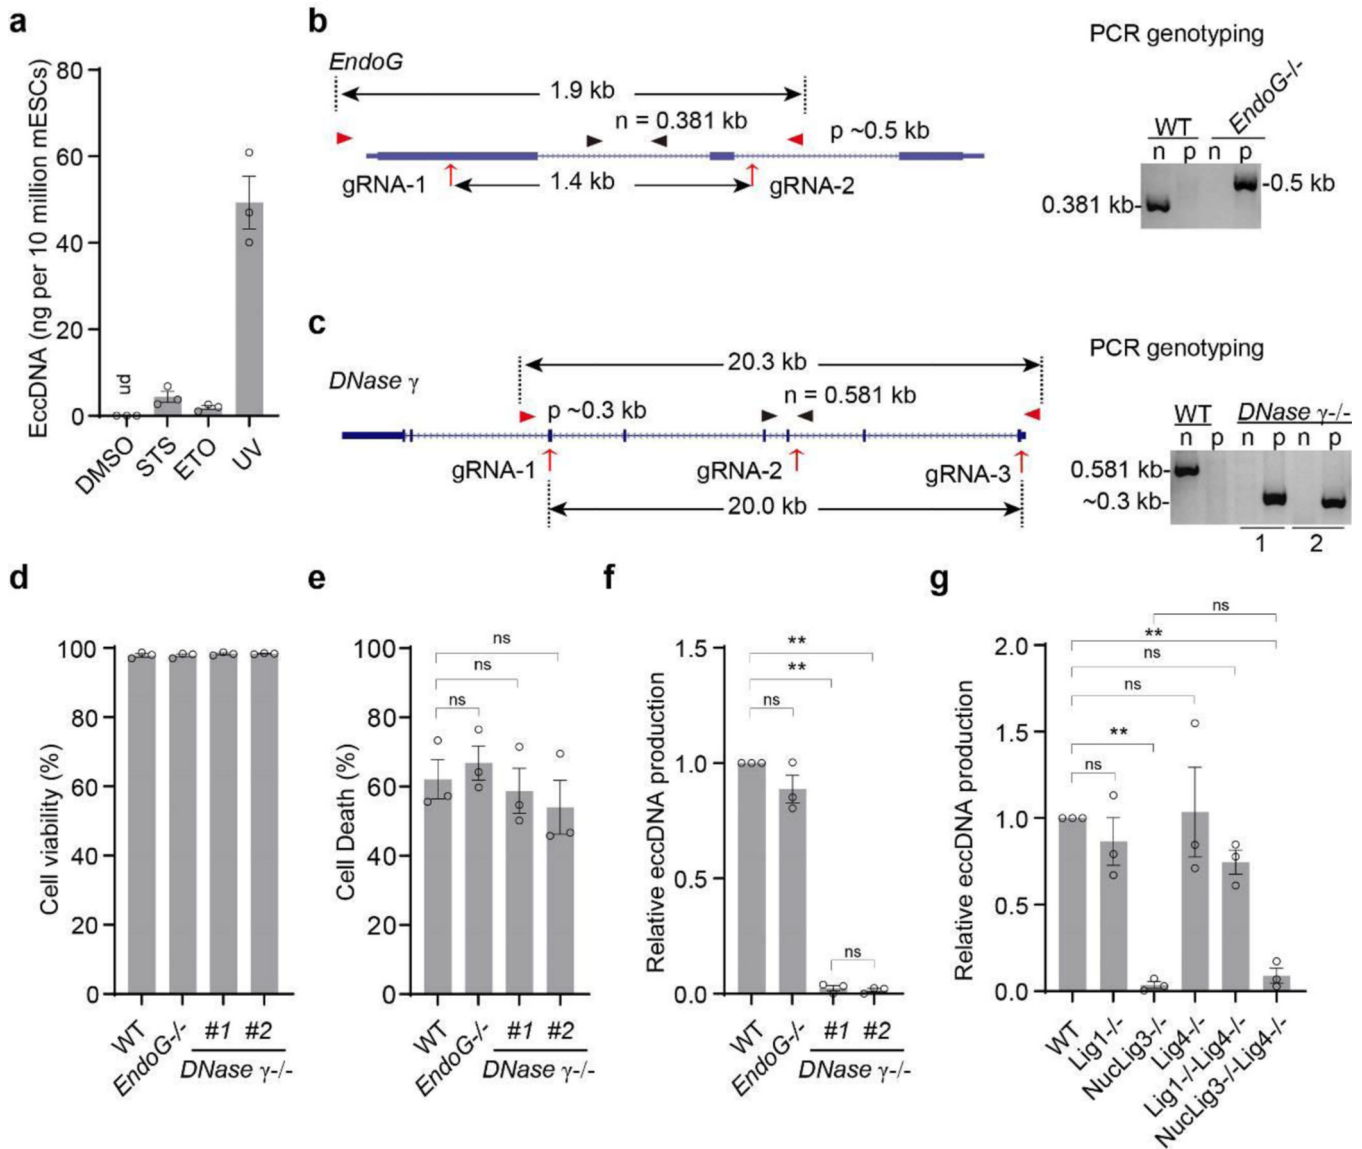 a
EccDNA (ng per 10 million mESCs)
80
60
40
20
0
ud
DMSO
STS
ETO
UV
b
EndoG
1.9 kb
n = 0.381 kb
p ~0.5 kb
gRNA-1
1.4 kb
gRNA-2
PCR genotyping
WT
EndoG-/-
n p n p
0.381 kb-
-0.5 kb
c
DNase γ
20.3 kb
p ~0.3 kb
n = 0.581 kb
gRNA-1
gRNA-2
gRNA-3
20.0 kb
PCR genotyping
WT
DNase γ-/-
n p n p n p
0.581 kb-
~0.3 kb-
1 2
d
Cell viability (%)
100
80
60
40
20
0
WT
EndoG-/-
#1 #2
DNase γ-/-
e
Cell Death (%)
100
80
60
40
20
0
ns
ns
ns
WT
EndoG-/-
#1 #2
DNase γ-/-
f
Relative eccDNA production
1.5
1.0
0.5
0.0
**
**
ns
ns
WT
EndoG-/-
#1 #2
DNase γ-/-
g
Relative eccDNA production
2.0
1.5
1.0
0.5
0.0
ns
**
ns
ns
**
ns
WT
Lig1-/-
NucLig3-/-
Lig4-/-
Lig1-/-Lig4-/-
NucLig3-/-Lig4-/-